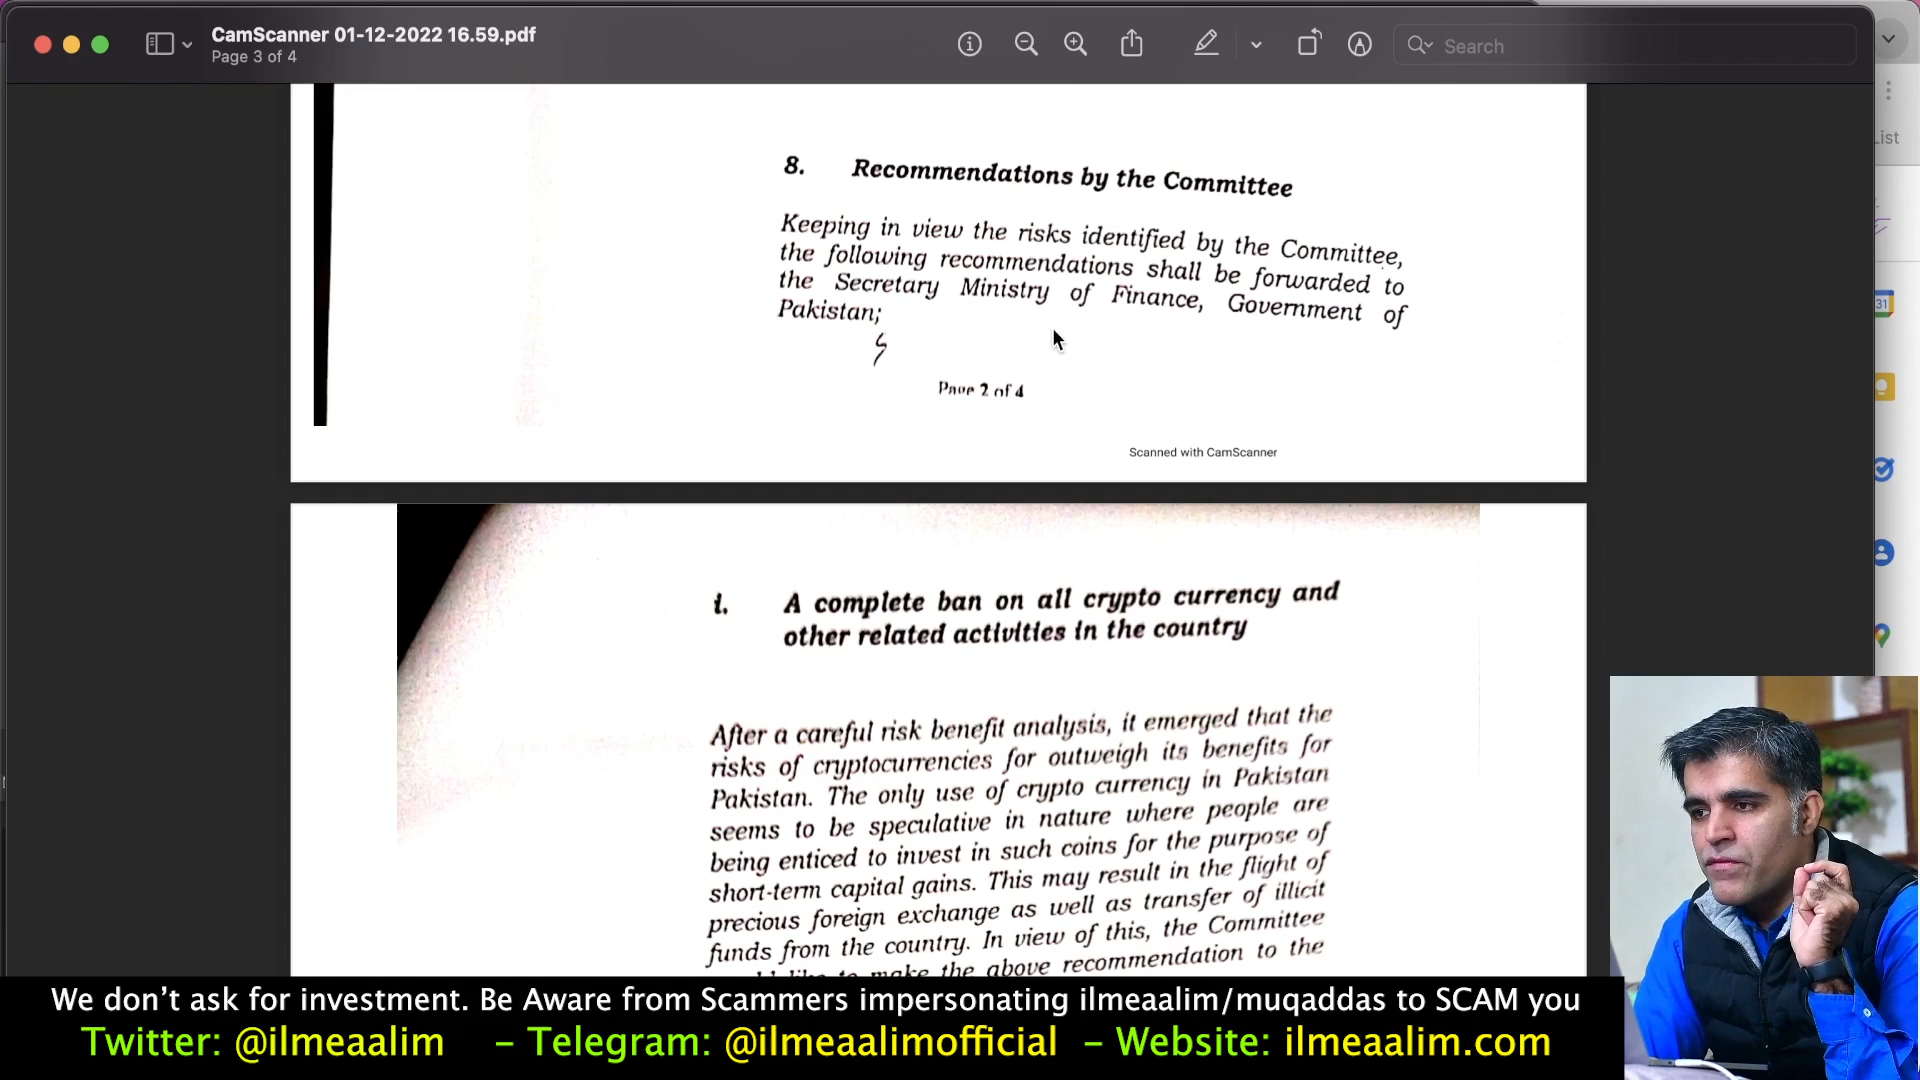 CamScanner 01-12-2022 16.59.pdf
Page 3 of 4
Search
List
8. Recommendations by the Committee
Keeping in view the risks identified by the Committee,
the following recommendations shall be forwarded to
the Secretary Ministry of Finance, Government of
Pakistan;
Page 2 of 4
Scanned with CamScanner
31
i. A complete ban on all crypto currency and
other related activities in the country
After a careful risk benefit analysis, it emerged that the
risks of cryptocurrencies for outweigh its benefits for
Pakistan. The only use of crypto currency in Pakistan
seems to be speculative in nature where people are
being enticed to invest in such coins for the purpose of
short-term capital gains. This may result in the flight of
precious foreign exchange as well as transfer of illicit
funds from the country. In view of this, the Committee
make the above recommendation to the
We don’t ask for investment. Be Aware from Scammers impersonating ilmeaalim/muqaddas to SCAM you
Twitter: @ilmeaalim – Telegram: @ilmeaalimofficial – Website: ilmeaalim.com